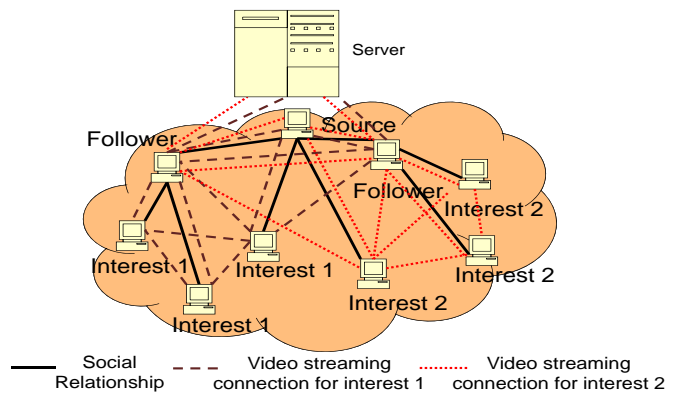 Server
Source
Follower
Follower
Interest 2
Interest 1
Interest 1
Interest 2
Interest 2
Interest 1
Social
Relationship
Video streaming
connection for interest 1
Video streaming
connection for interest 2